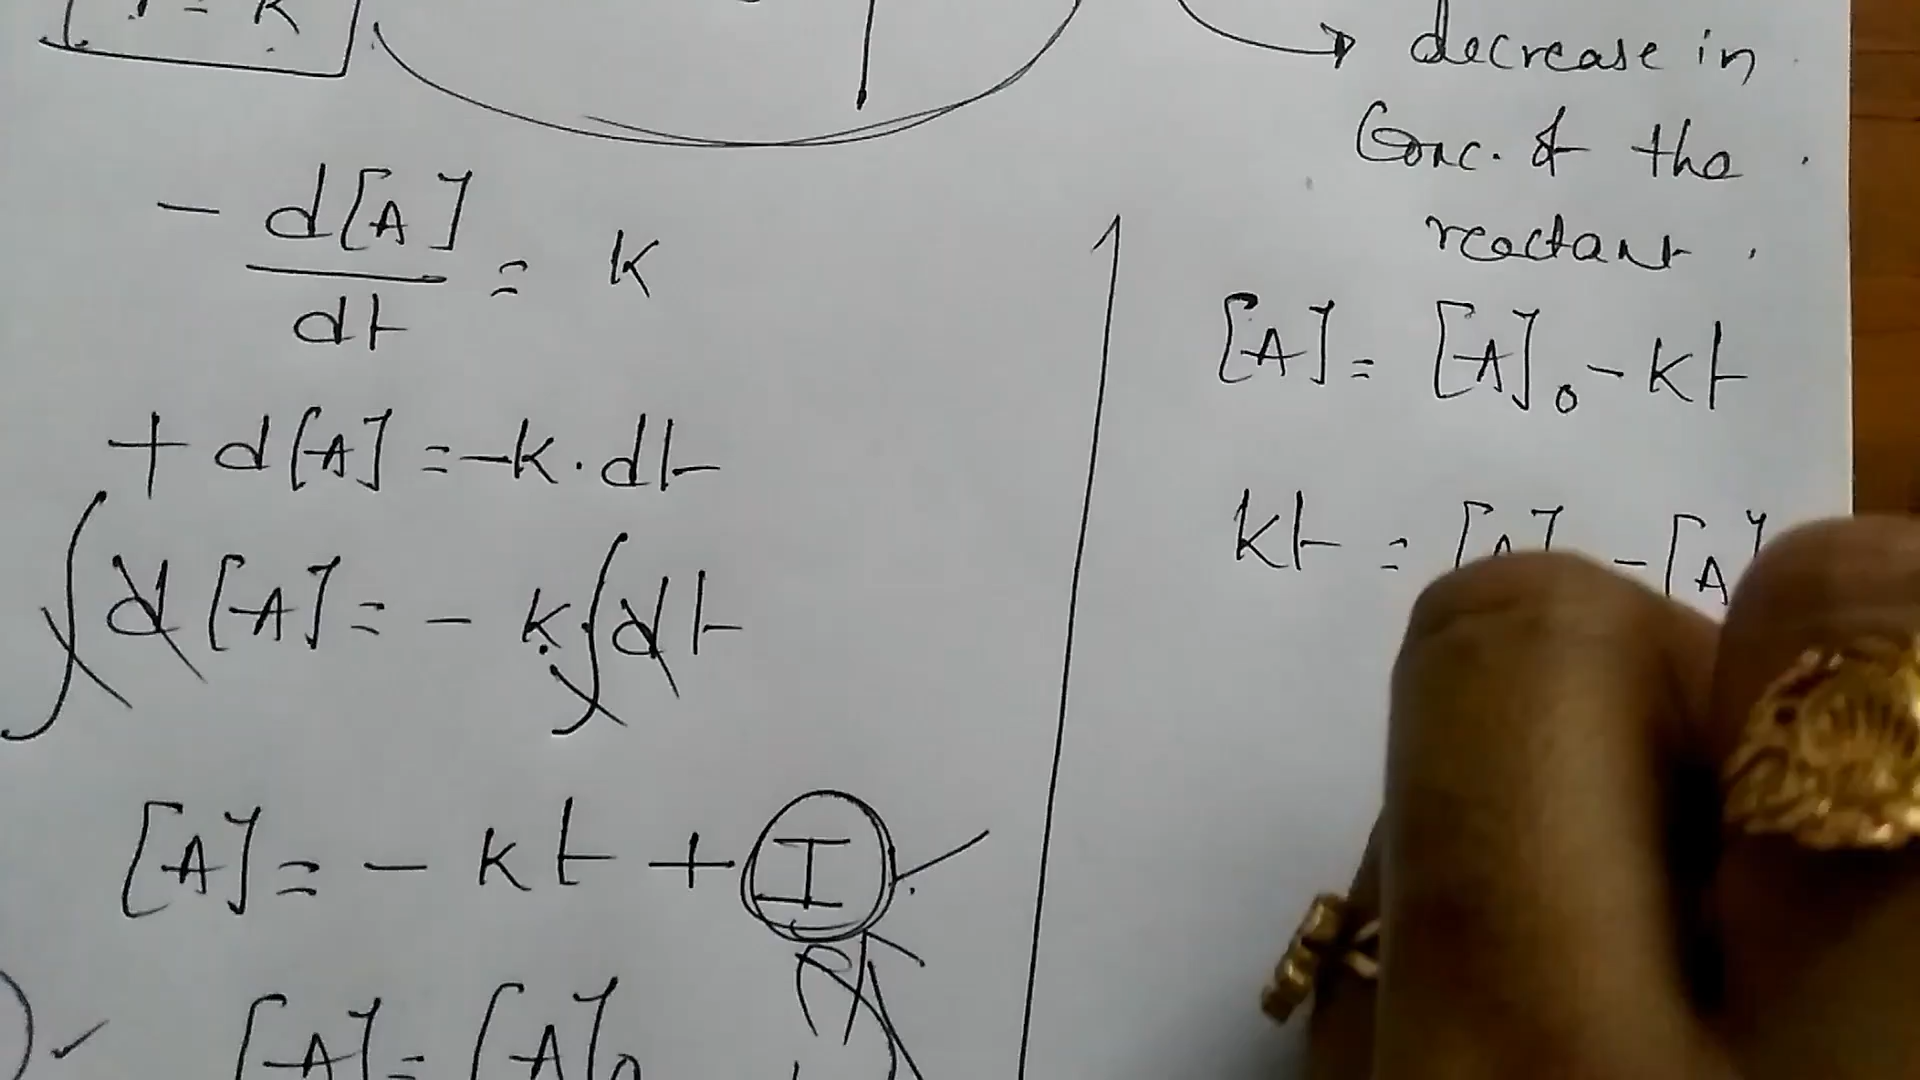 r = K
- d[A]/dt = K
+ d[A] = -K . dt
∫d[A] = - K∫dt
[A] = - Kt + I
[A] = [A]0
decrease in
Conc. of the
reactant.
[A] = [A]0 - Kt
Kt = [A] - [A]